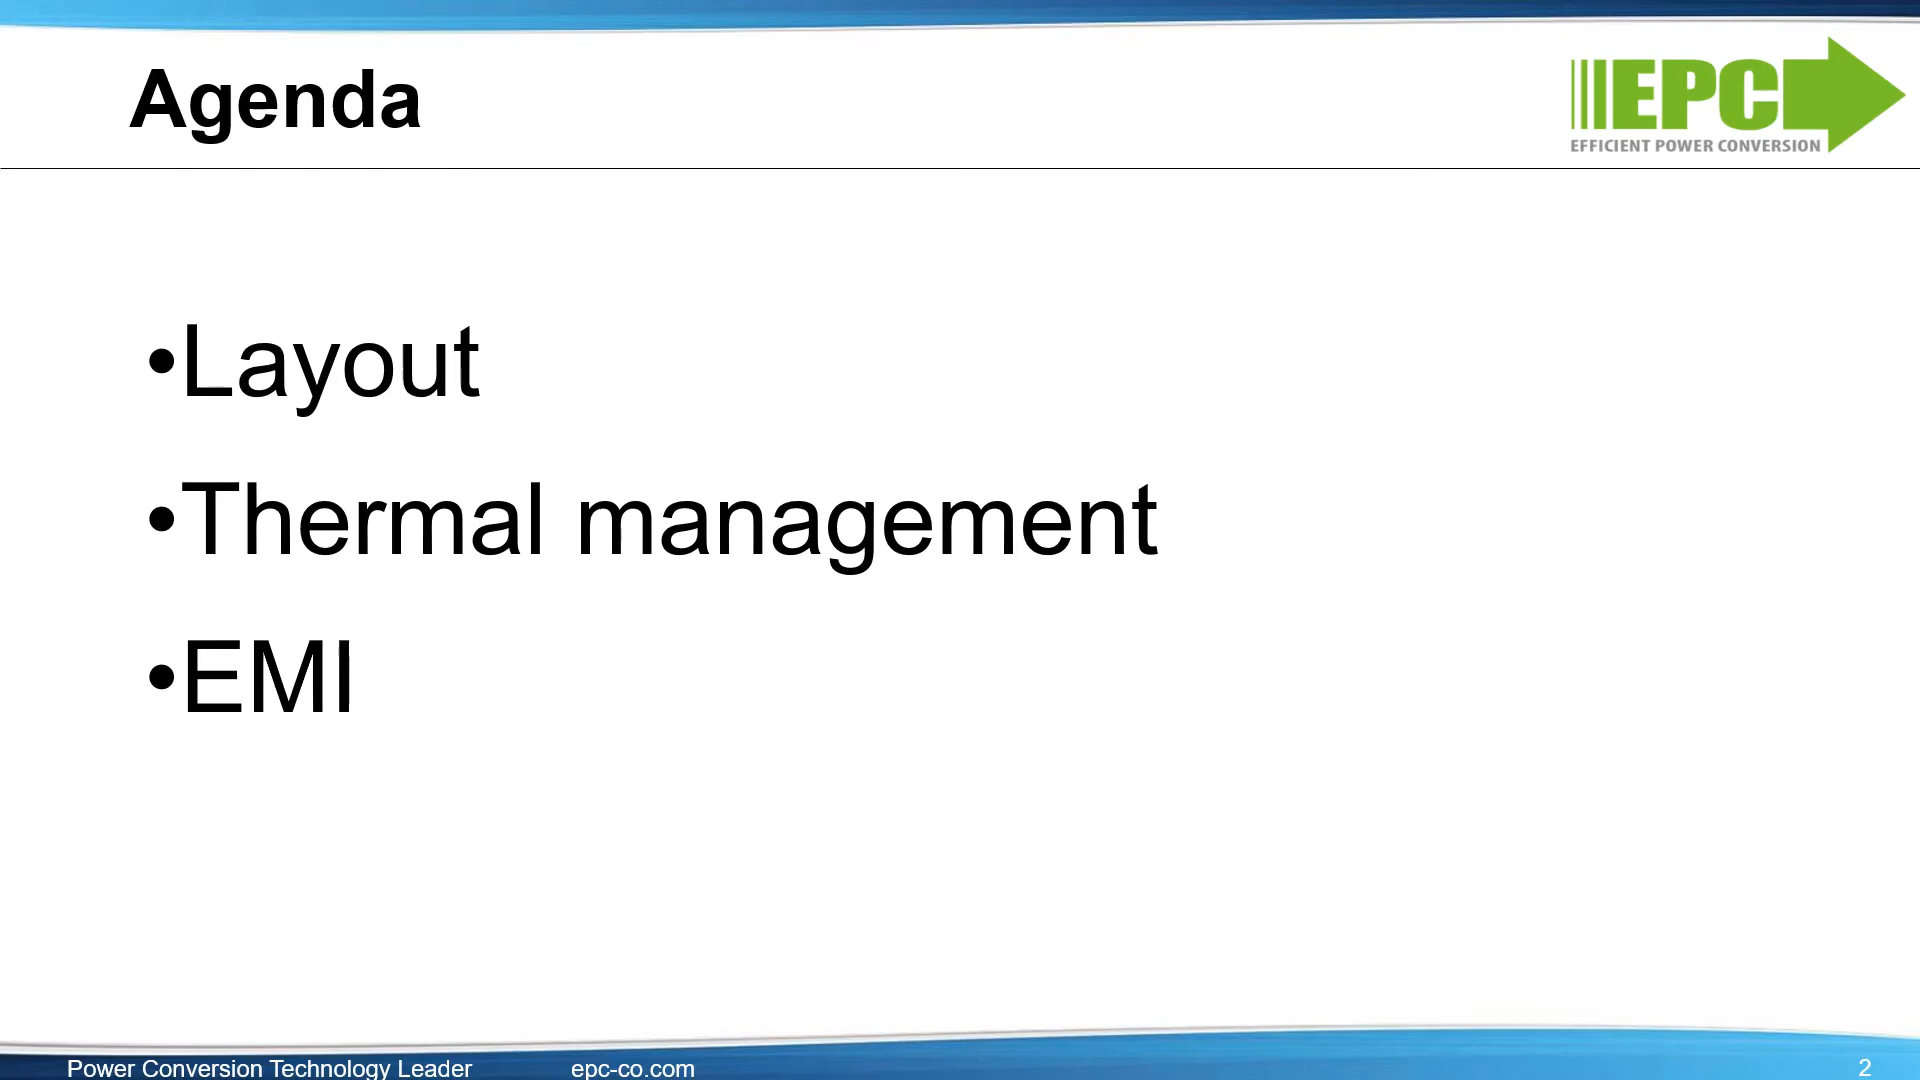 Agenda
EPC
EFFICIENT POWER CONVERSION
•Layout
•Thermal management
•EMI
Power Conversion Technology Leader epc-co.com 2